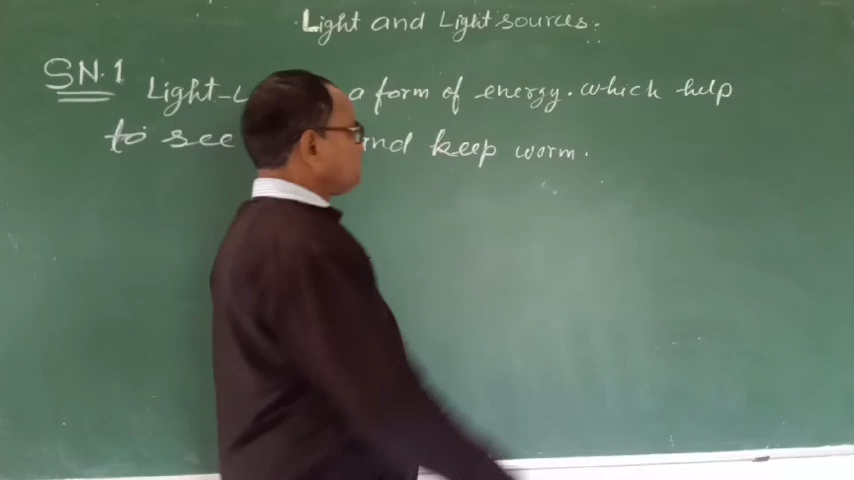 Light and Light sources.
SN.1 Light- a form of energy. which help
to see and keep worm.